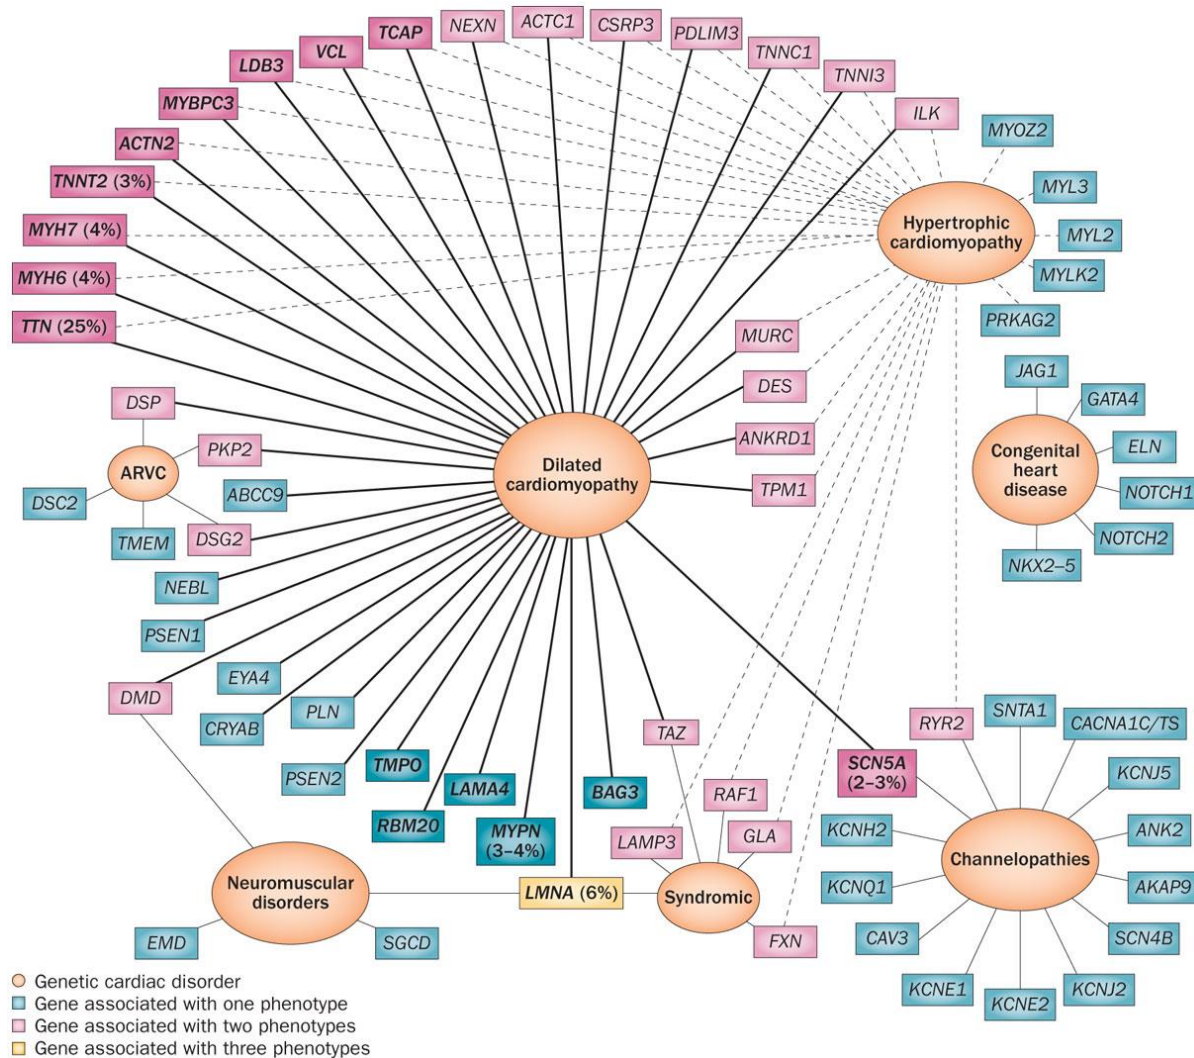 TCAP
NEXN
ACTC1
CSRP3
PDLIM3
VCL
TNNC1
LDB3
TNNI3
MYBPC3
ILK
ACTN2
MYOZ2
TNNT2 (3%)
MYL3
MYH7 (4%)
Hypertrophic
cardiomyopathy
MYL2
MYH6 (4%)
MYLK2
TTN (25%)
PRKAG2
MURC
JAG1
DES
GATA4
DSP
ANKRD1
PKP2
ARVC
Dilated
cardiomyopathy
Congenital
heart
disease
ELN
ABCC9
TPM1
NOTCH1
DSC2
TMEM
DSG2
NOTCH2
NKX2–5
NEBL
PSEN1
EYA4
DMD
PLN
CRYAB
TAZ
RYR2
SNTA1
CACNA1C/TS
PSEN2
TMPO
LAMA4
BAG3
SCN5A
(2–3%)
KCNJ5
RAF1
RBM20
MYPN
(3–4%)
LAMP3
GLA
KCNH2
ANK2
Channelopathies
Neuromuscular
disorders
LMNA (6%)
Syndromic
KCNQ1
AKAP9
EMD
SGCD
FXN
CAV3
SCN4B
KCNE1
KCNE2
KCNJ2
Genetic cardiac disorder
Gene associated with one phenotype
Gene associated with two phenotypes
Gene associated with three phenotypes